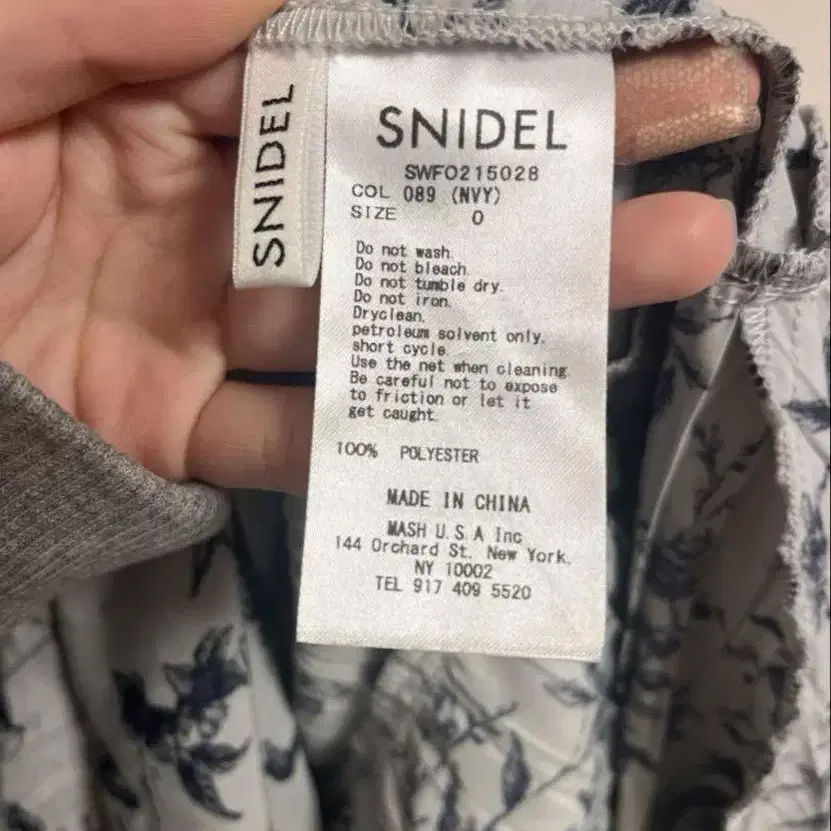 SNIDEL
SNIDEL
SWFO215028
COL 089 (NVY)
SIZE 0
Do not wash.
Do not bleach.
Do not tumble dry.
Do not iron.
Dryclean.
petroleum solvent only.
short cycle.
Use the net when cleaning.
Be careful not to expose
to friction or let it
get caught.
100% POLYESTER
MADE IN CHINA
MASH U.S.A Inc
144 Orchard St. New York.
NY 10002
TEL 917 409 5520